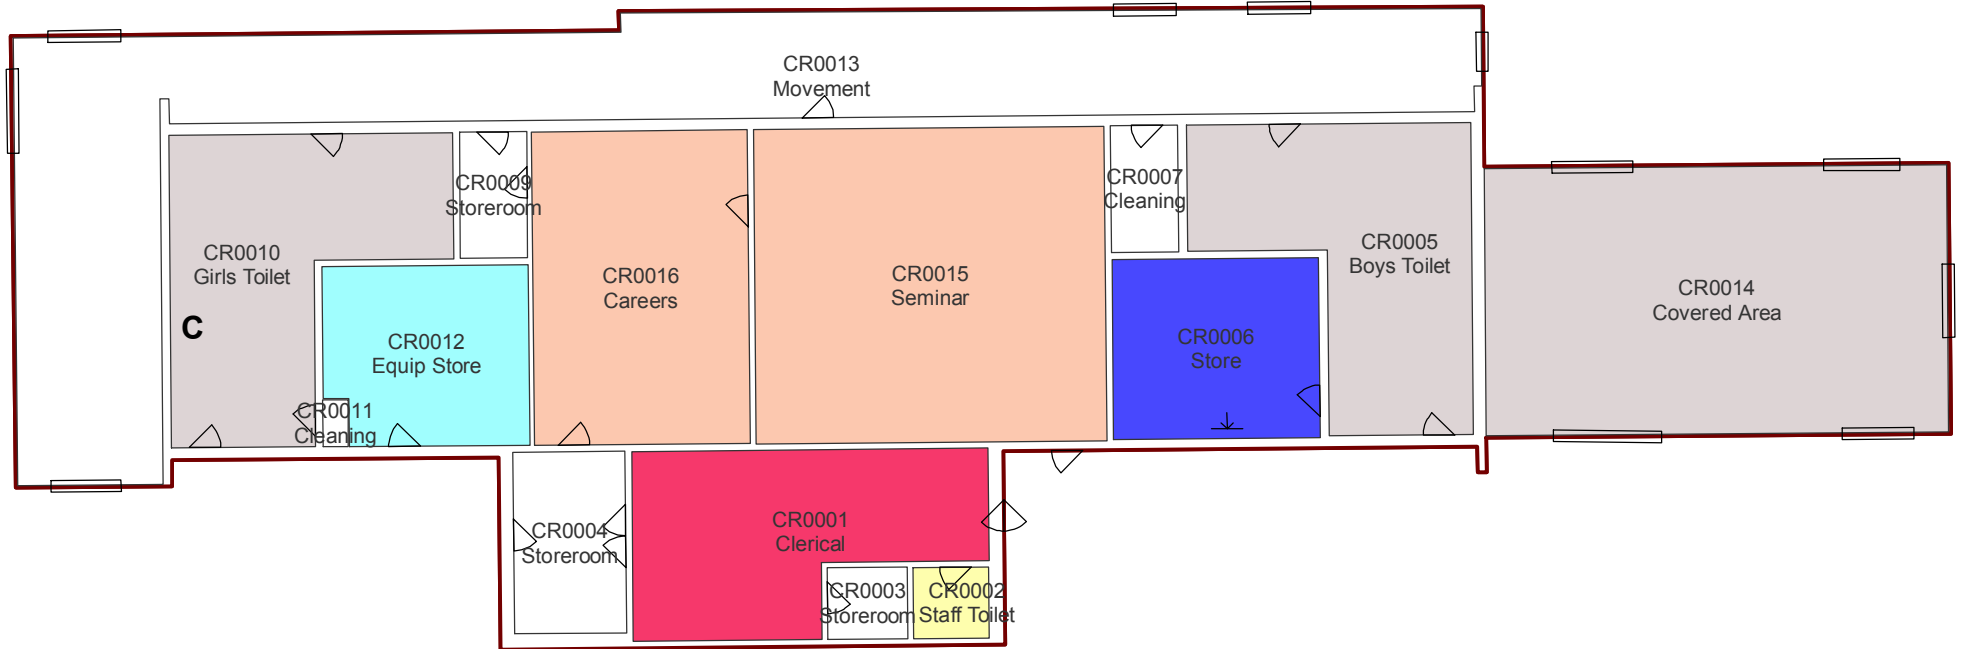 CR0013
Movement
CR0009
Storeroom
CR0007
Cleaning
CR0010
Girls Toilet
CR0016
Careers
CR0015
Seminar
CR0005
Boys Toilet
CR0014
Covered Area
C
CR0012
Equip Store
CR0006
Store
CR0011
Cleaning
CR0004
Storeroom
CR0001
Clerical
CR0003
Storeroom
CR0002
Staff Toilet